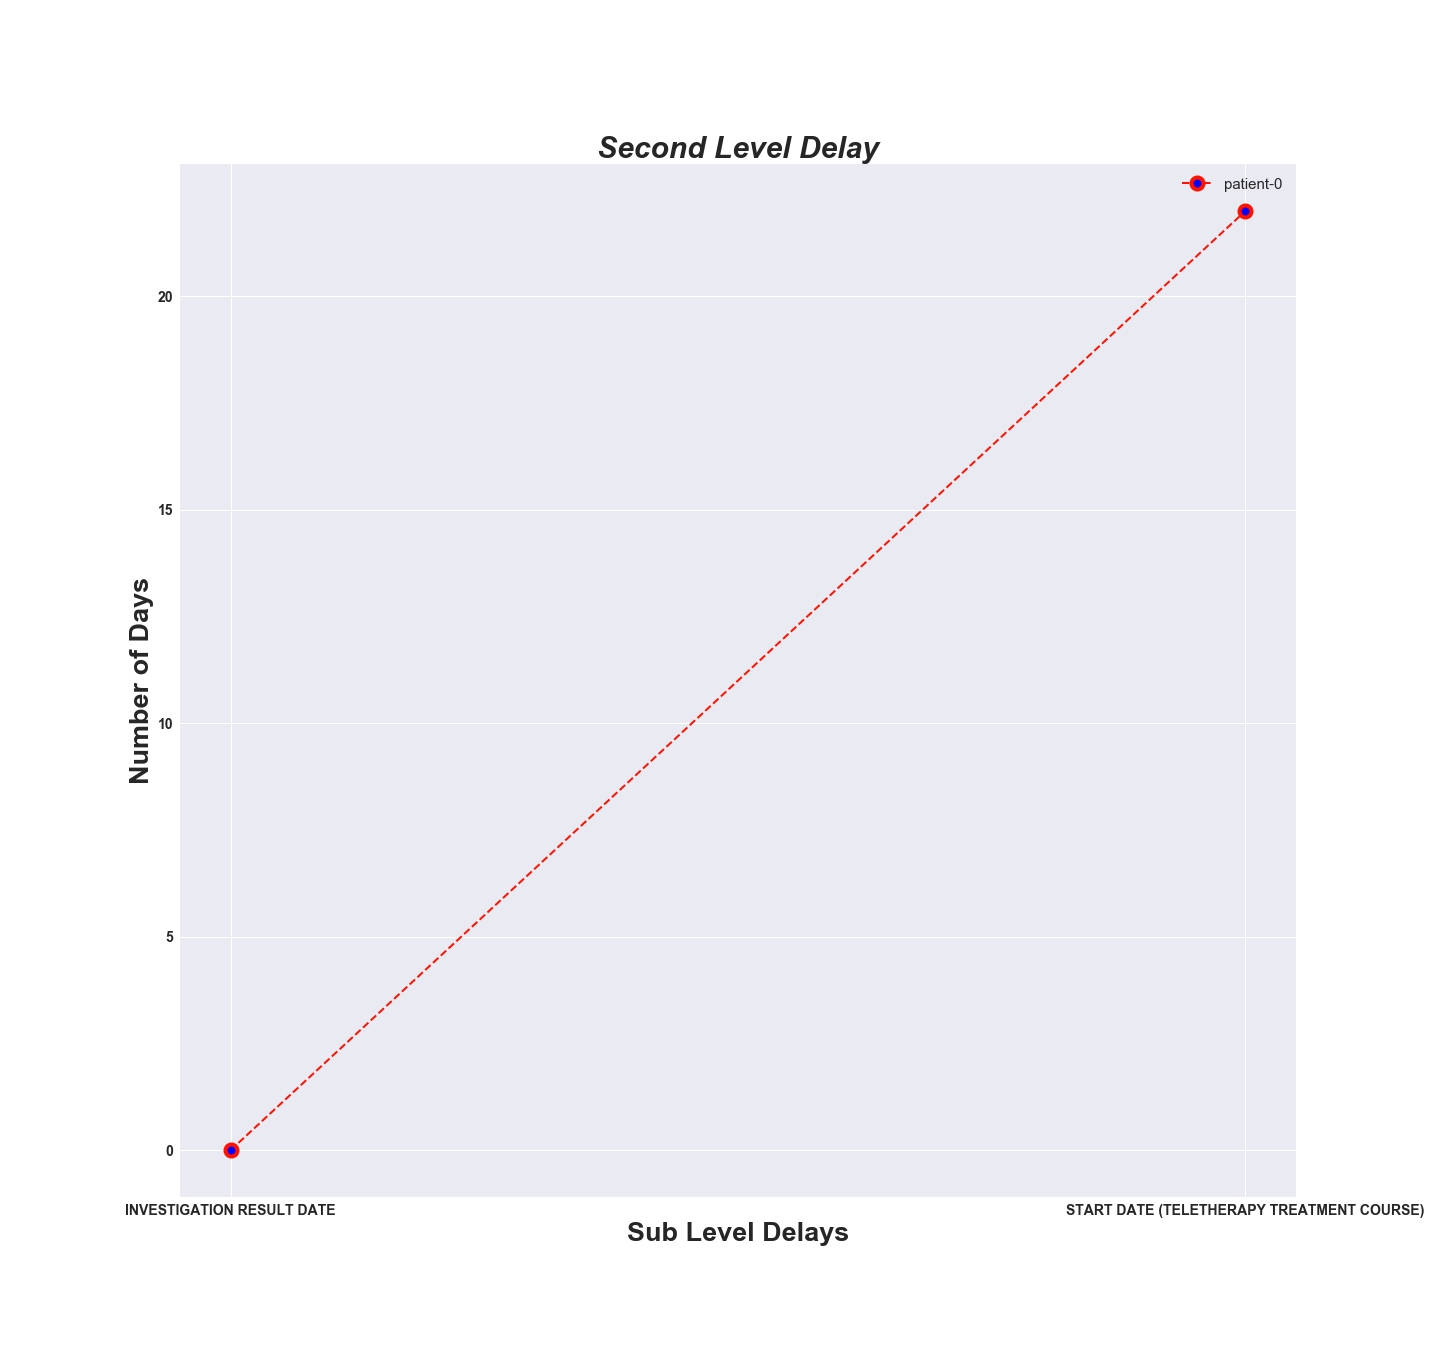 Second Level Delay
patient-0
20
15
10
5
0
Number of Days
INVESTIGATION RESULT DATE
START DATE (TELETHERAPY TREATMENT COURSE)
Sub Level Delays